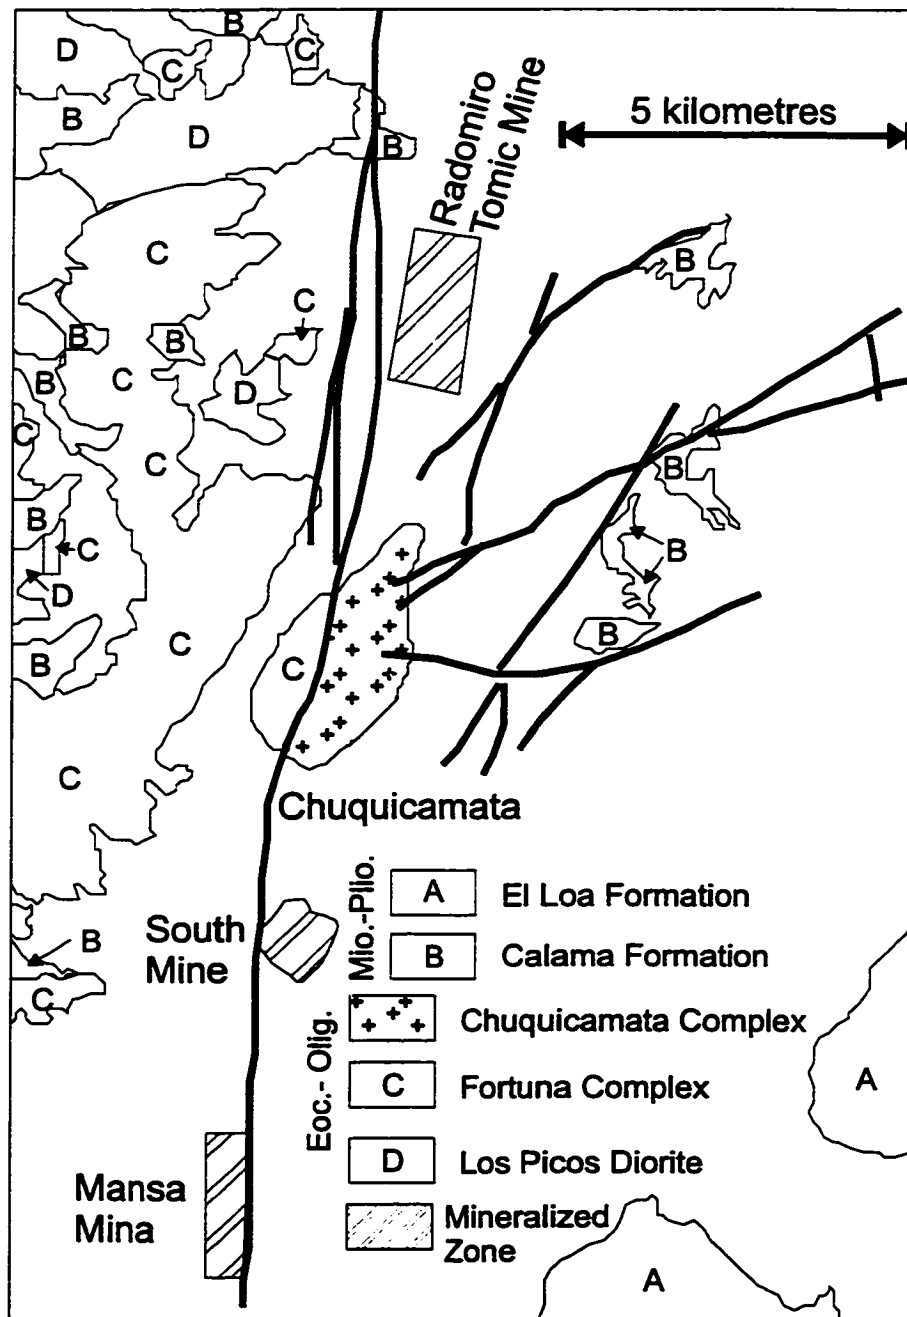 B
D
C
C
B
D
B
Radomiro
Tomic Mine
5 kilometres
C
B
C
B
B
B
C
D
C
C
B
B
C
B
C
D
B
C
B
C
B
C
Chuquicamata
South
Mine
B
C
Mansa
Mina
Mio.-Plio.
A
El Loa Formation
B
Calama Formation
Eoc.- Olig.
Chuquicamata Complex
C
Fortuna Complex
D
Los Picos Diorite
Mineralized
Zone
A
A